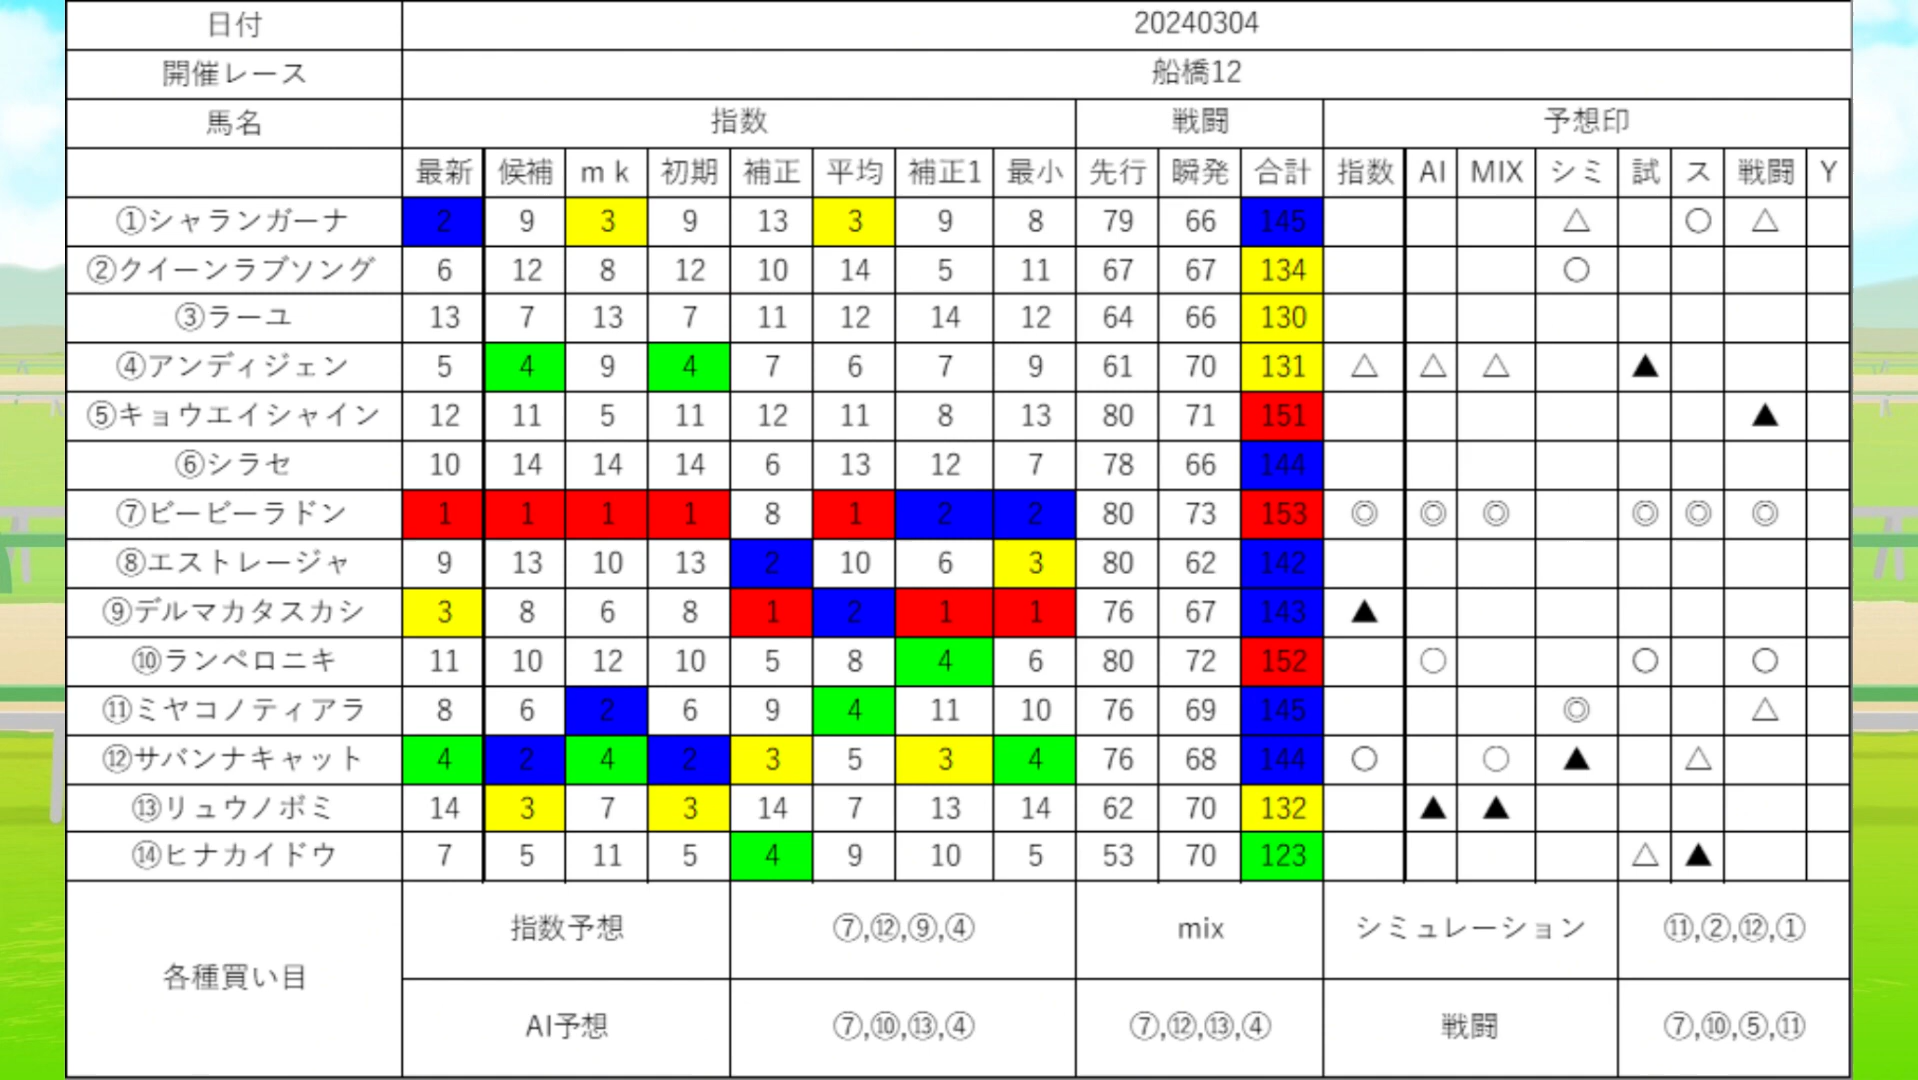 日付 20240304
開催レース 船橋12
馬名 指数 戦闘 予想印
最新 候補 ｍｋ 初期 補正 平均 補正1 最小 先行 瞬発 合計 指数 AI MIX シミ 試 ス 戦闘 Y
①シャランガーナ 2 9 3 9 13 3 9 8 79 66 145 △ ○ △
②クイーンラブソング 6 12 8 12 10 14 5 11 67 67 134 ○
③ラーユ 13 7 13 7 11 12 14 12 64 66 130
④アンディジェン 5 4 9 4 7 6 7 9 61 70 131 △ △ △ ▲
⑤キョウエイシャイン 12 11 5 11 12 11 8 13 80 71 151 ▲
⑥シラセ 10 14 14 14 6 13 12 7 78 66 144
⑦ビービーラドン 1 1 1 1 8 1 2 2 80 73 153 ◎ ◎ ◎ ◎ ◎ ◎
⑧エストレージャ 9 13 10 13 2 10 6 3 80 62 142
⑨デルマカタスカシ 3 8 6 8 1 2 1 1 76 67 143 ▲
⑩ランペロニキ 11 10 12 10 5 8 4 6 80 72 152 ○ ○ ○
⑪ミヤコノティアラ 8 6 2 6 9 4 11 10 76 69 145 ◎ △
⑫サバンナキャット 4 2 4 2 3 5 3 4 76 68 144 ○ ○ ▲ △
⑬リュウノボミ 14 3 7 3 14 7 13 14 62 70 132 ▲ ▲
⑭ヒナカイドウ 7 5 11 5 4 9 10 5 53 70 123 △ ▲
各種買い目
指数予想 ⑦,⑫,⑨,④ mix シミュレーション ⑪,②,⑫,①
AI予想 ⑦,⑩,⑬,④ ⑦,⑫,⑬,④ 戦闘 ⑦,⑩,⑤,⑪